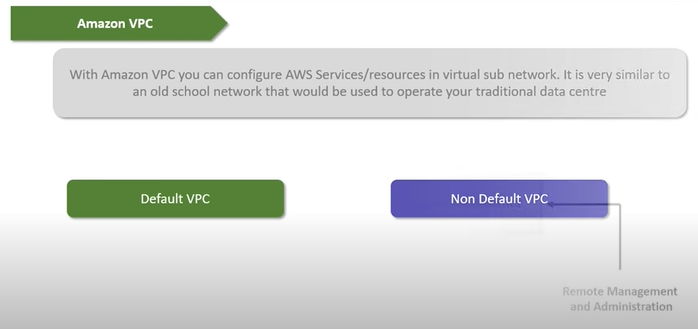 Amazon VPC
With Amazon VPC you can configure AWS Services/resources in virtual sub network. It is very similar to
an old school network that would be used to operate your traditional data centre
Default VPC
Non Default VPC
Remote Management
and Administration